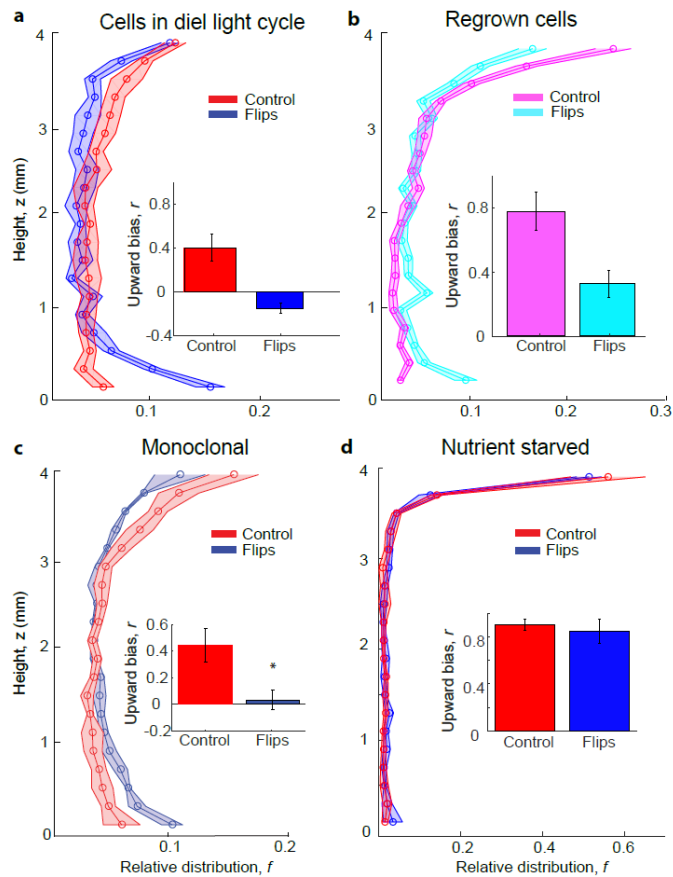 a
Cells in diel light cycle
4
3
2
1
0
Height, z (mm)
Control
Flips
0.8
0.4
0
-0.4
Upward bias, r
Control
Flips
0.1
0.2
b
Regrown cells
4
3
2
1
0
Control
Flips
0.8
0.4
0
Upward bias, r
Control
Flips
0.1
0.2
0.3
c
Monoclonal
4
3
2
1
0
Height, z (mm)
Control
Flips
0.6
0.4
0.2
0
-0.2
Upward bias, r
*
Control
Flips
0.1
0.2
Relative distribution, f
d
Nutrient starved
4
3
2
1
0
Control
Flips
0.8
0.4
0
Upward bias, r
Control
Flips
0.2
0.4
0.6
Relative distribution, f